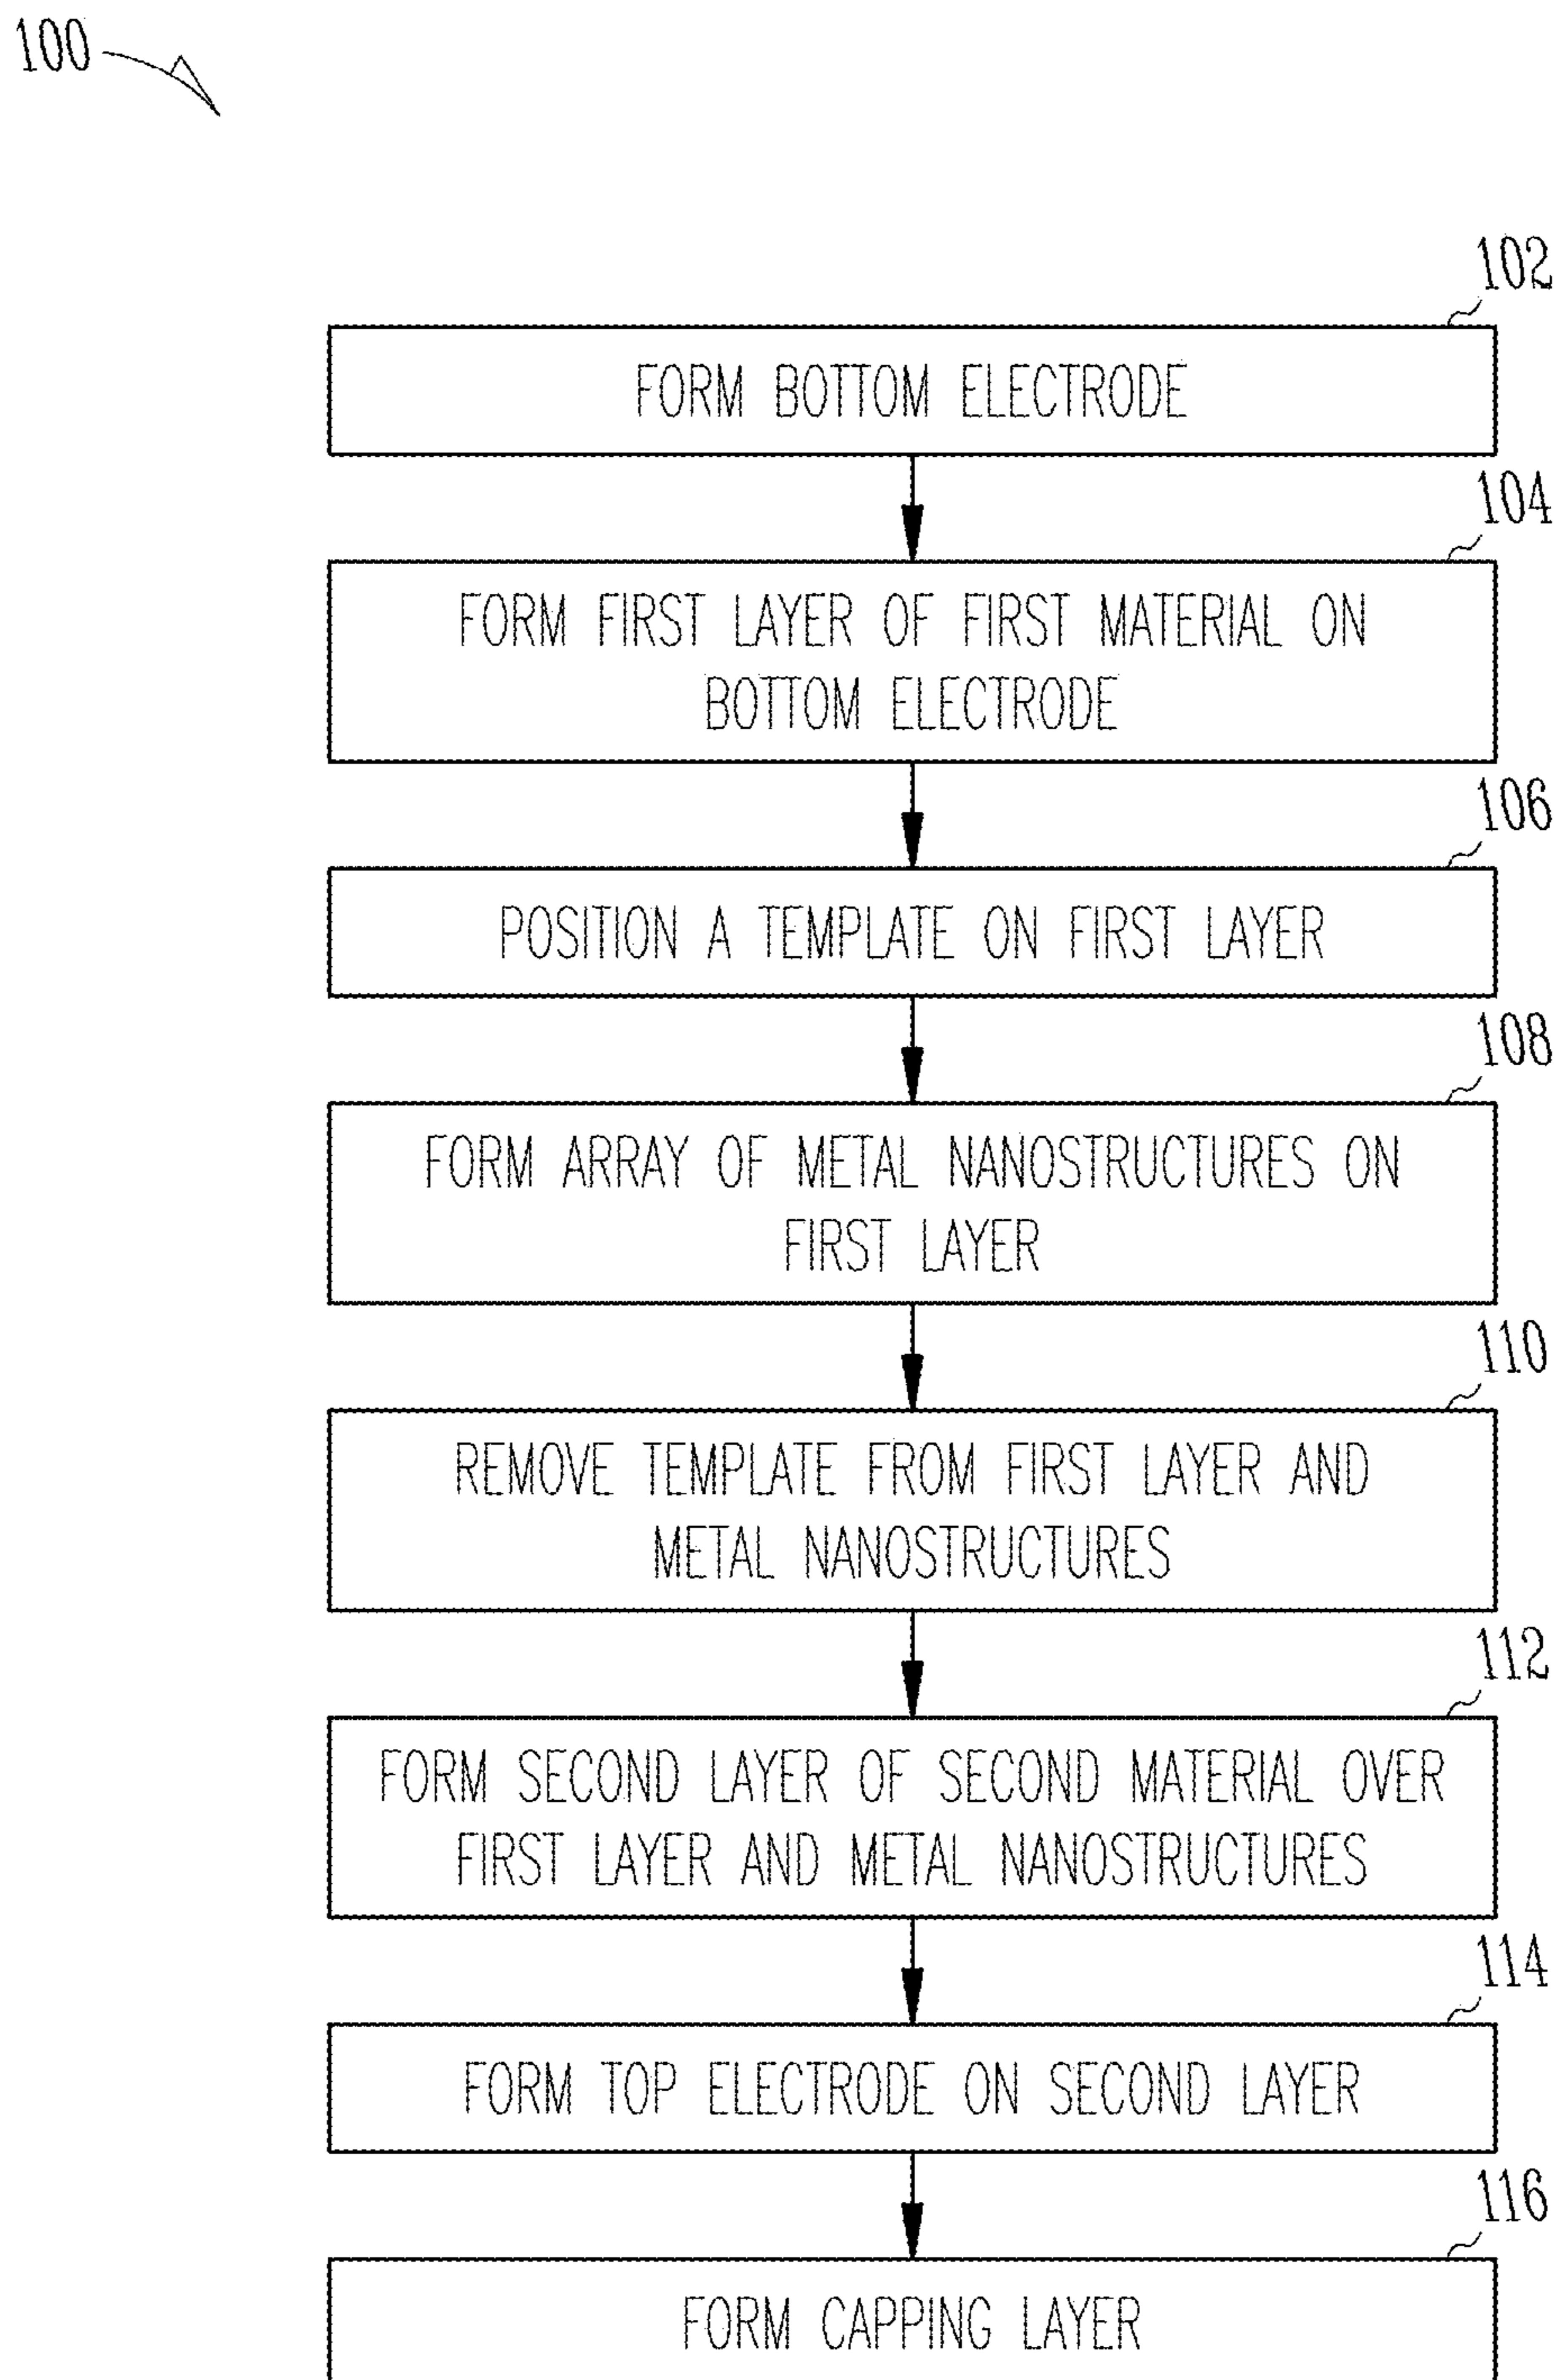 100
102
FORM BOTTOM ELECTRODE
104
FORM FIRST LAYER OF FIRST MATERIAL ON
BOTTOM ELECTRODE
106
POSITION A TEMPLATE ON FIRST LAYER
108
FORM ARRAY OF METAL NANOSTRUCTURES ON
FIRST LAYER
110
REMOVE TEMPLATE FROM FIRST LAYER AND
METAL NANOSTRUCTURES
112
FORM SECOND LAYER OF SECOND MATERIAL OVER
FIRST LAYER AND METAL NANOSTRUCTURES
114
FORM TOP ELECTRODE ON SECOND LAYER
116
FORM CAPPING LAYER